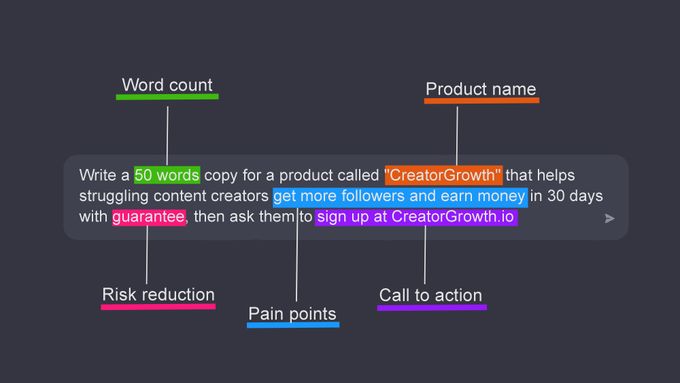 Word count
Product name
Write a 50 words copy for a product called "CreatorGrowth" that helps
struggling content creators get more followers and earn money in 30 days
with guarantee, then ask them to sign up at CreatorGrowth.io
Risk reduction
Pain points
Call to action